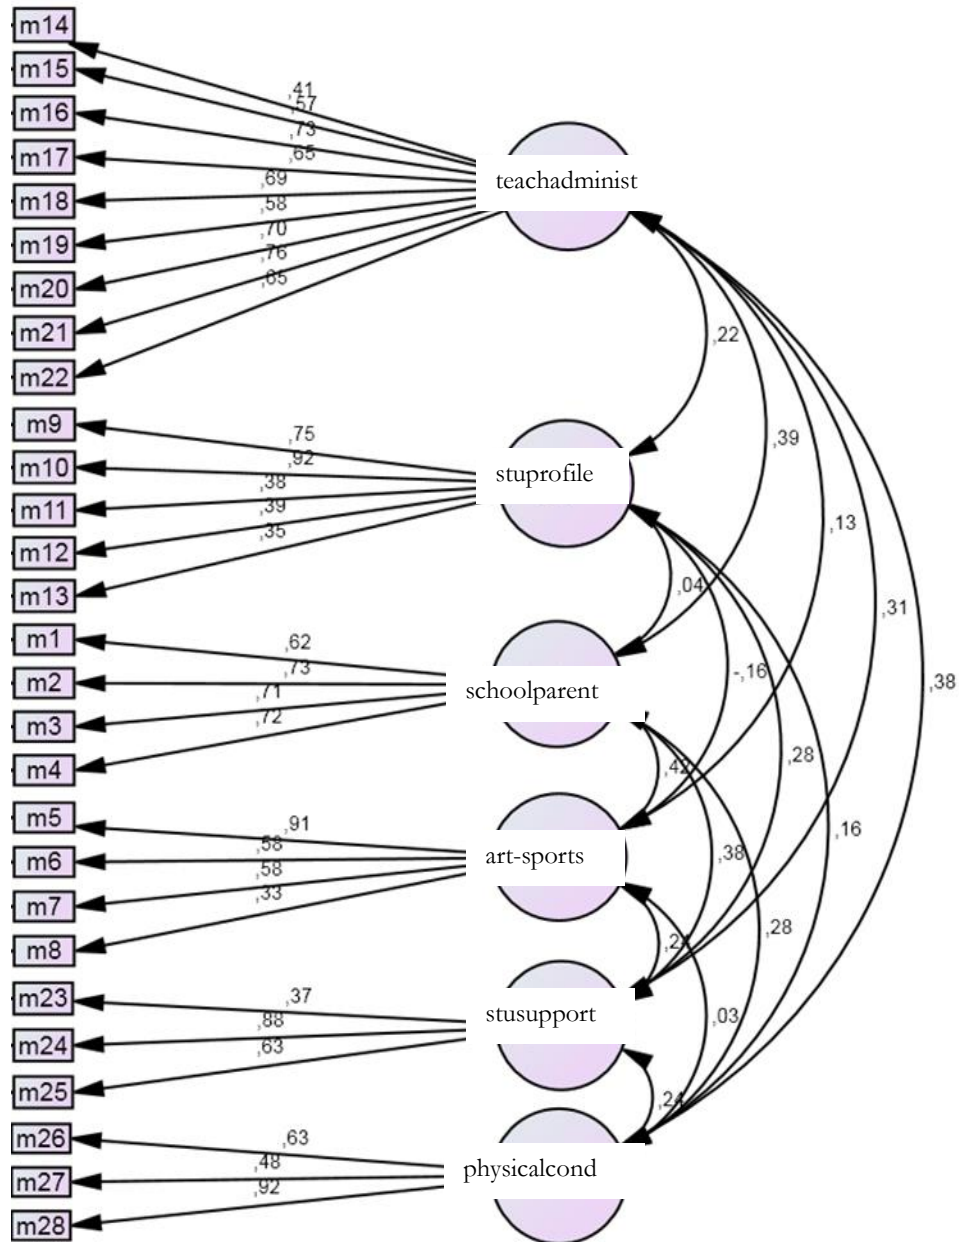 m14
m15
m16
m17
m18
m19
m20
m21
m22
,41
,57
,73
,65
,69
,58
,70
,76
,65
teachadminist
,22
,39
,13
,31
,38
m9
m10
m11
m12
m13
,75
,92
,38
,39
,35
stuprofile
,04
-,16
,28
,16
m1
m2
m3
m4
,62
,73
,71
,72
schoolparent
,42
,38
,28
m5
m6
m7
m8
,91
,58
,58
,33
art-sports
,24
,03
m23
m24
m25
,37
,88
,63
stusupport
,24
m26
m27
m28
,63
,48
,92
physicalcond